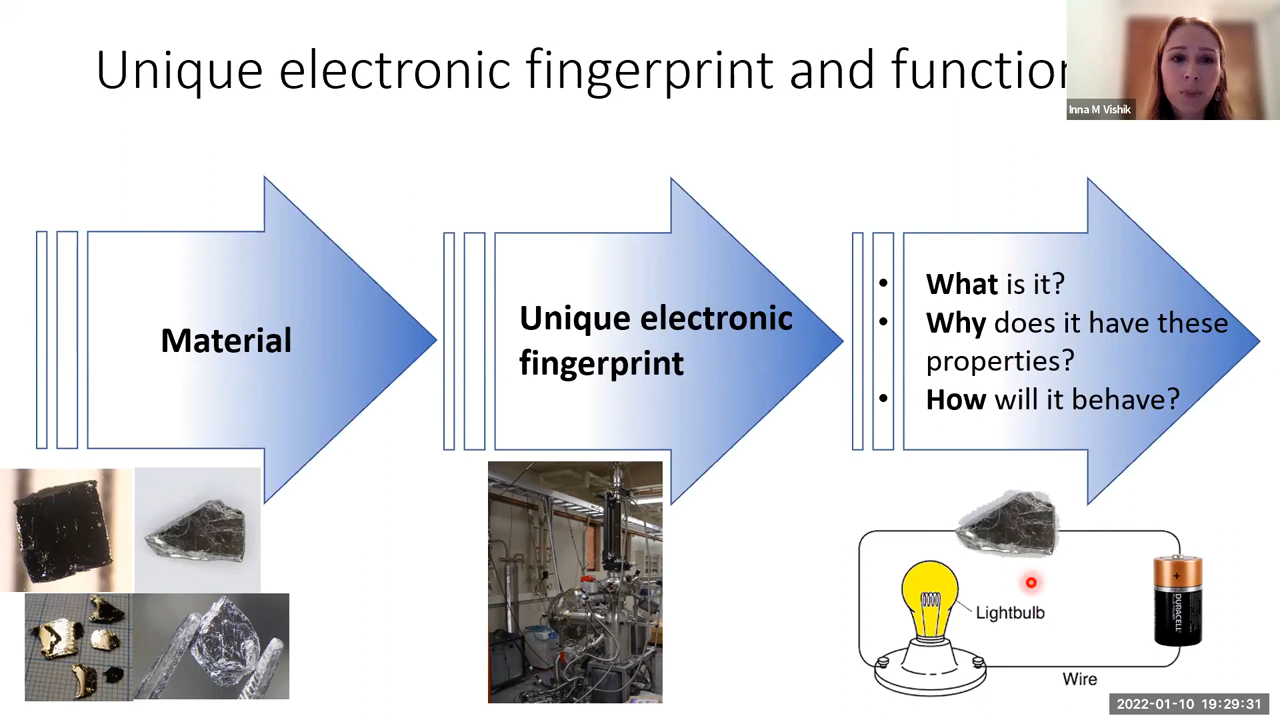 Unique electronic fingerprint and function
Inna M Vishik
Material
Unique electronic
fingerprint
• What is it?
• Why does it have these
properties?
• How will it behave?
Lightbulb
+
DURACELL
Wire
2022-01-10 19:29:31